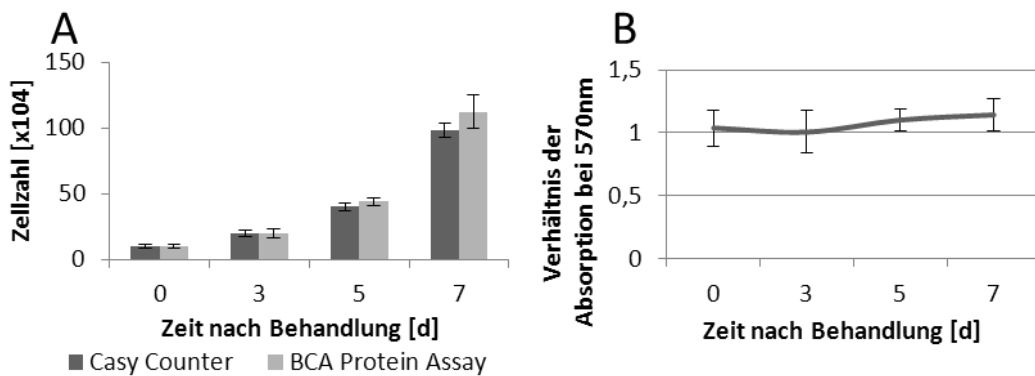 A
Zellzahl [x104]
150
100
50
0
0 3 5 7
Zeit nach Behandlung [d]
Casy Counter BCA Protein Assay
B
Verhältnis der
Absorption bei 570nm
1,5
1
0,5
0
0 3 5 7
Zeit nach Behandlung [d]